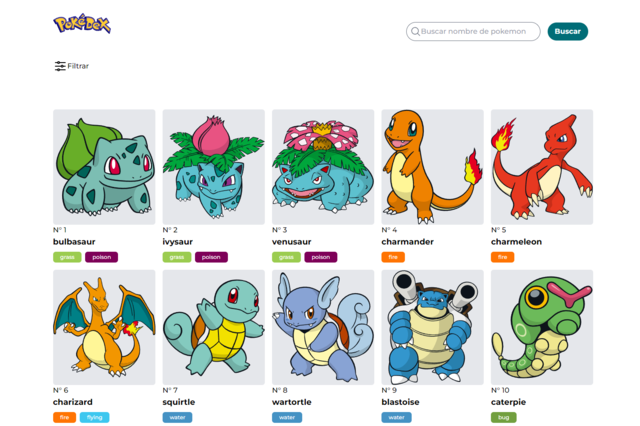 POKéDEX
Buscar nombre de pokemon
Buscar
Filtrar
N° 1
bulbasaur
grass poison
N° 2
ivysaur
grass poison
N° 3
venusaur
grass poison
N° 4
charmander
fire
N° 5
charmeleon
fire
N° 6
charizard
fire flying
N° 7
squirtle
water
N° 8
wartortle
water
N° 9
blastoise
water
N° 10
caterpie
bug